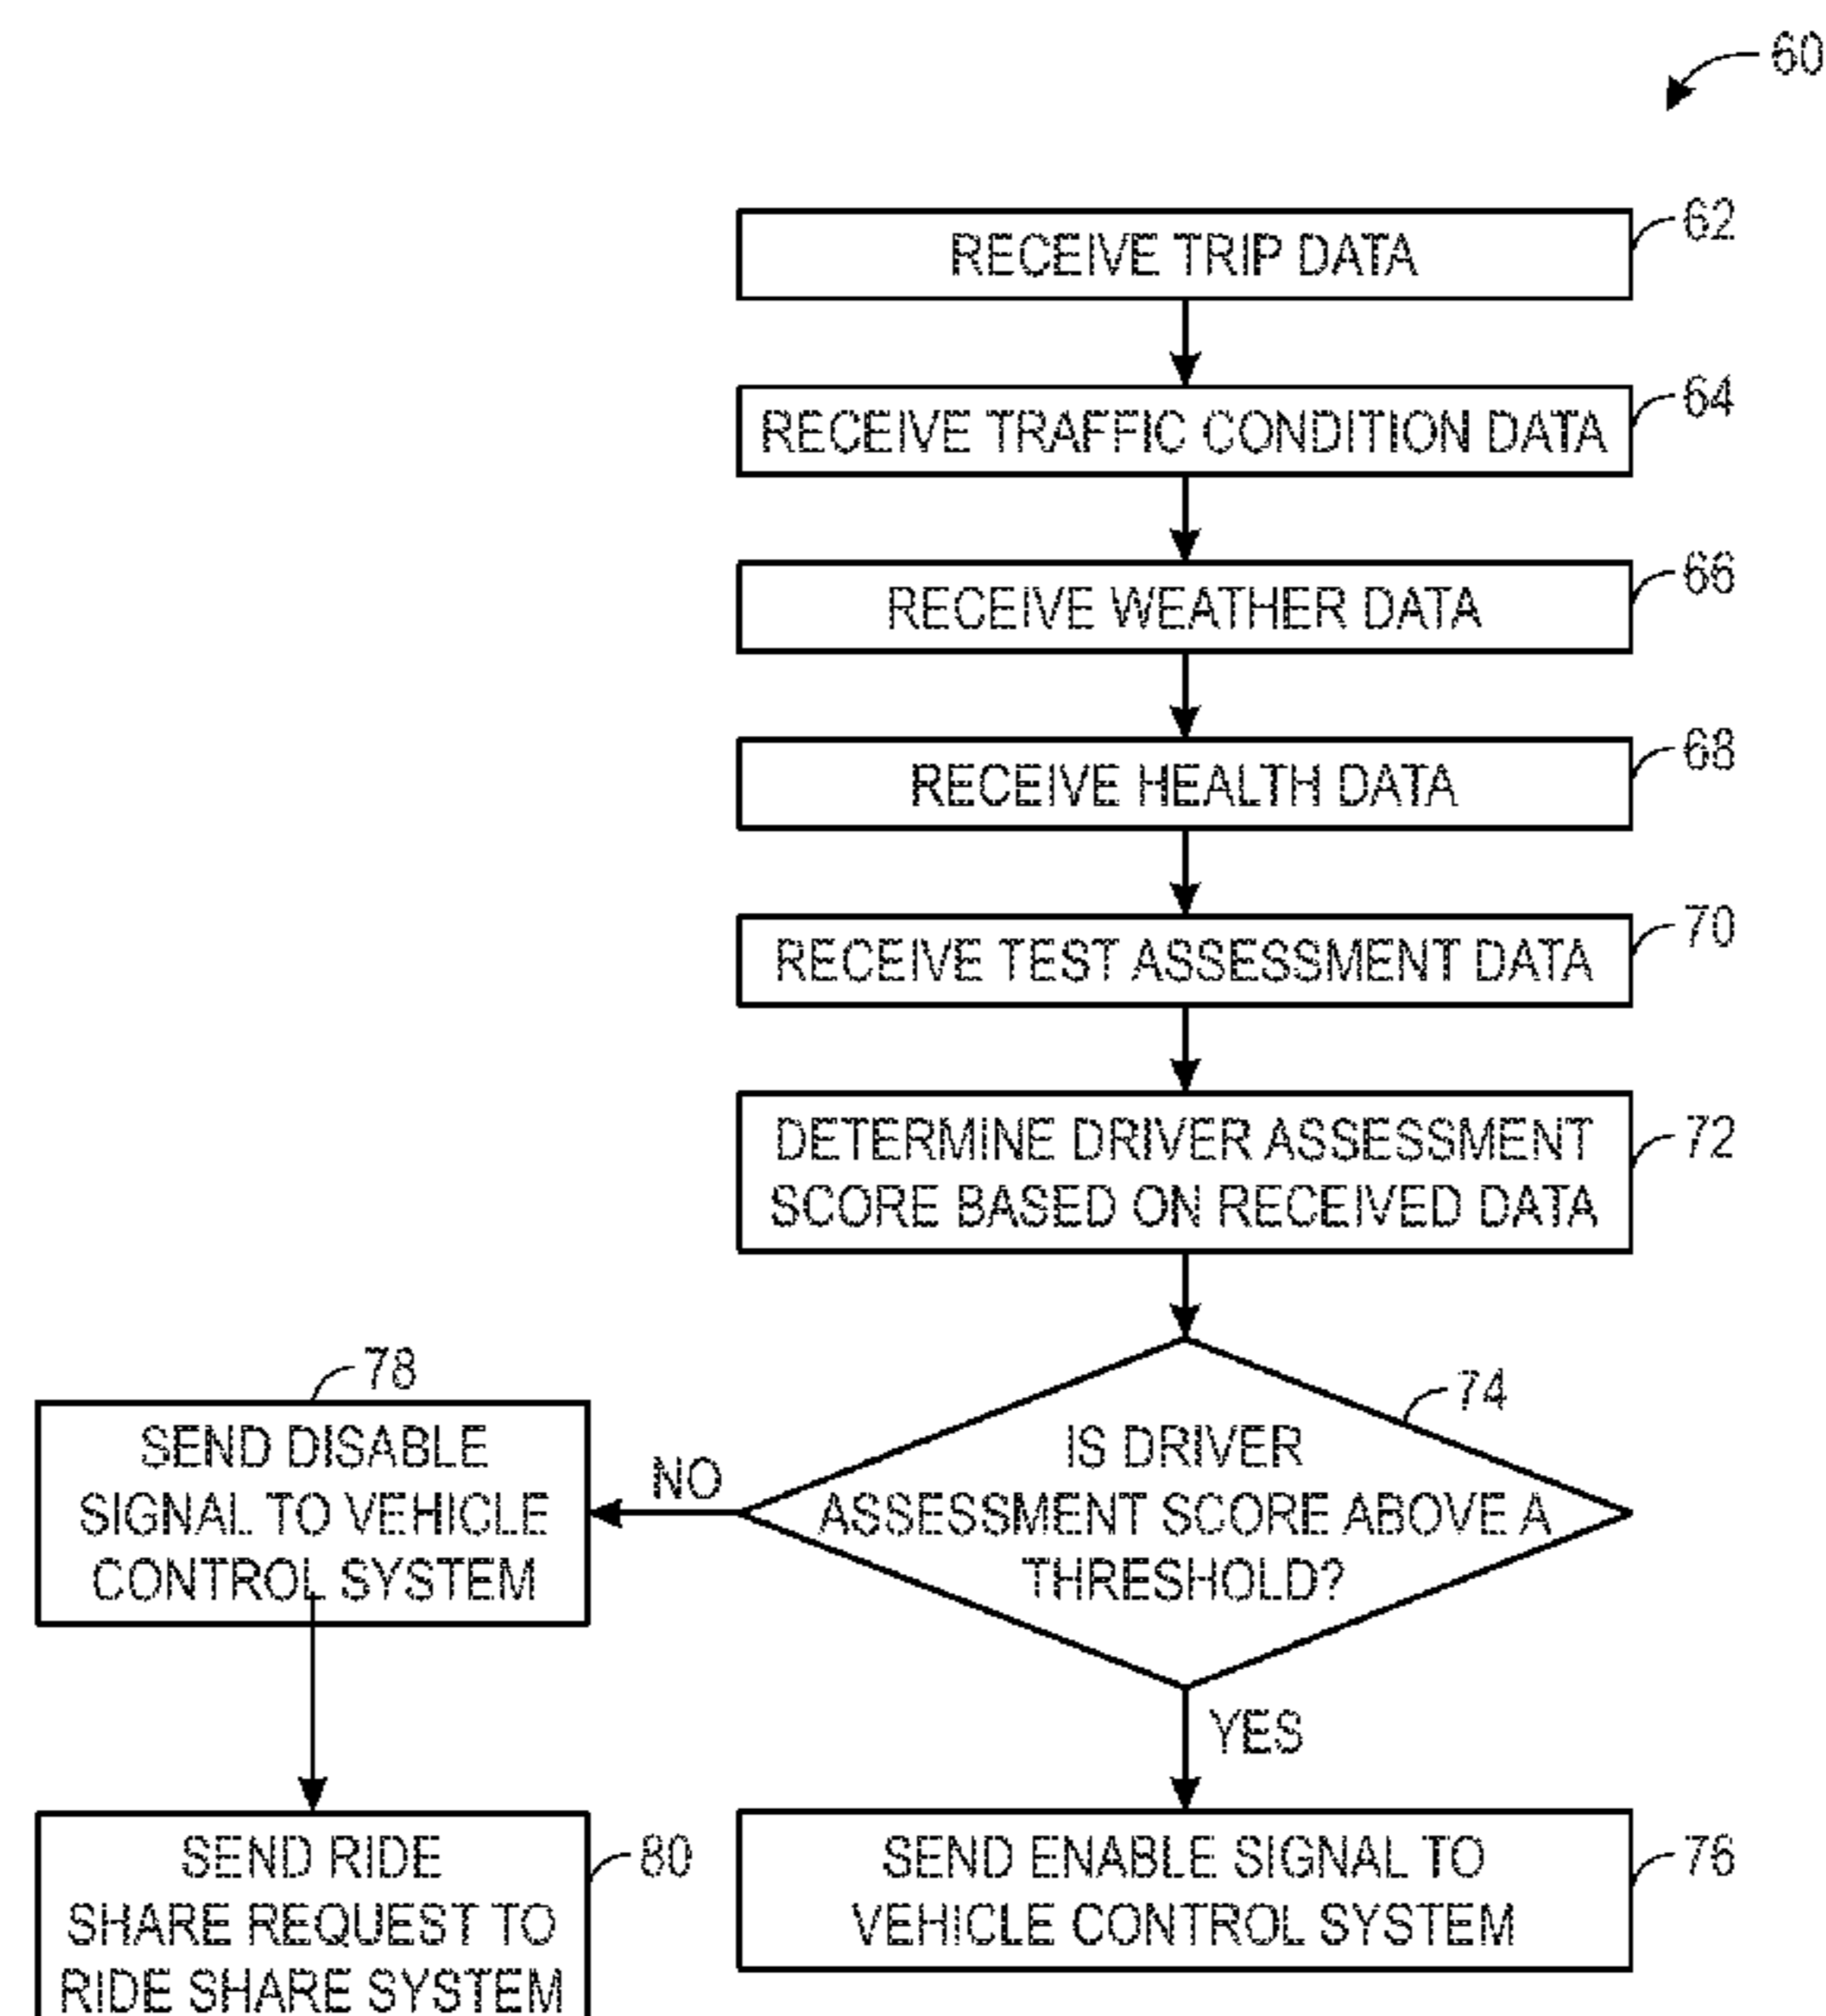 60
RECEIVE TRIP DATA
62
RECEIVE TRAFFIC CONDITION DATA
64
RECEIVE WEATHER DATA
66
RECEIVE HEALTH DATA
68
RECEIVE TEST ASSESSMENT DATA
70
DETERMINE DRIVER ASSESSMENT
SCORE BASED ON RECEIVED DATA
72
IS DRIVER
ASSESSMENT SCORE ABOVE A
THRESHOLD?
74
NO
78
SEND DISABLE
SIGNAL TO VEHICLE
CONTROL SYSTEM
YES
SEND RIDE
SHARE REQUEST TO
RIDE SHARE SYSTEM
80
SEND ENABLE SIGNAL TO
VEHICLE CONTROL SYSTEM
76